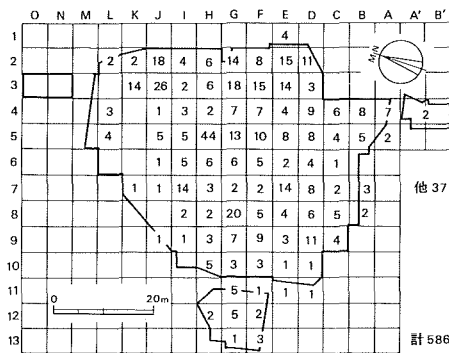 O N M L K J I H G F E D C B A A' B'
1 4
2 2 2 18 4 6 14 8 15 11 M.N
3 14 26 2 6 18 15 14 3
4 3 1 3 2 7 7 4 9 6 8 7 2
5 4 5 5 44 13 10 8 8 4 5 2
6 1 5 6 6 5 2 4 1
7 1 1 14 3 2 2 14 8 2 3 他37
8 2 2 20 5 4 6 5 2
9 1 1 3 7 9 3 11 4
10 5 3 3 1 1
11 5 1 1 1
0 20m
12 2 5 2
13 1 3 計586